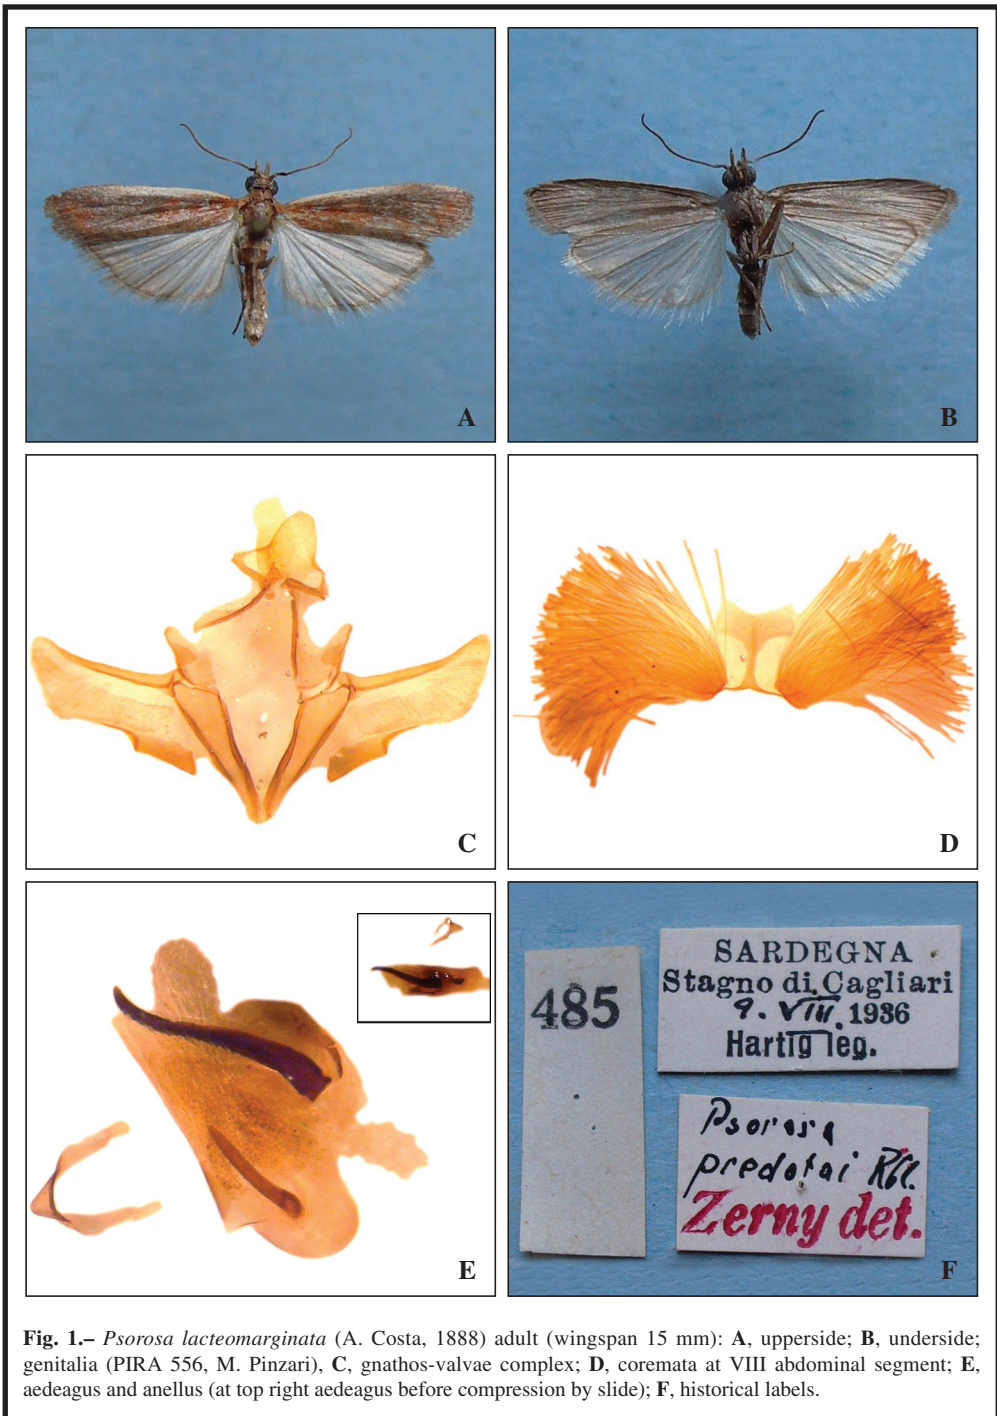 A
B
C
D
E
485
SARDEGNA
Stagno di Cagliari
9. VIII. 1936
Hartig leg.
Psorosa
predotai Rbl.
Zerny det.
F
Fig. 1.– Psorosa lacteomarginata (A. Costa, 1888) adult (wingspan 15 mm): A, upperside; B, underside;
genitalia (PIRA 556, M. Pinzari), C, gnathos-valvae complex; D, coremata at VIII abdominal segment; E,
aedeagus and anellus (at top right aedeagus before compression by slide); F, historical labels.